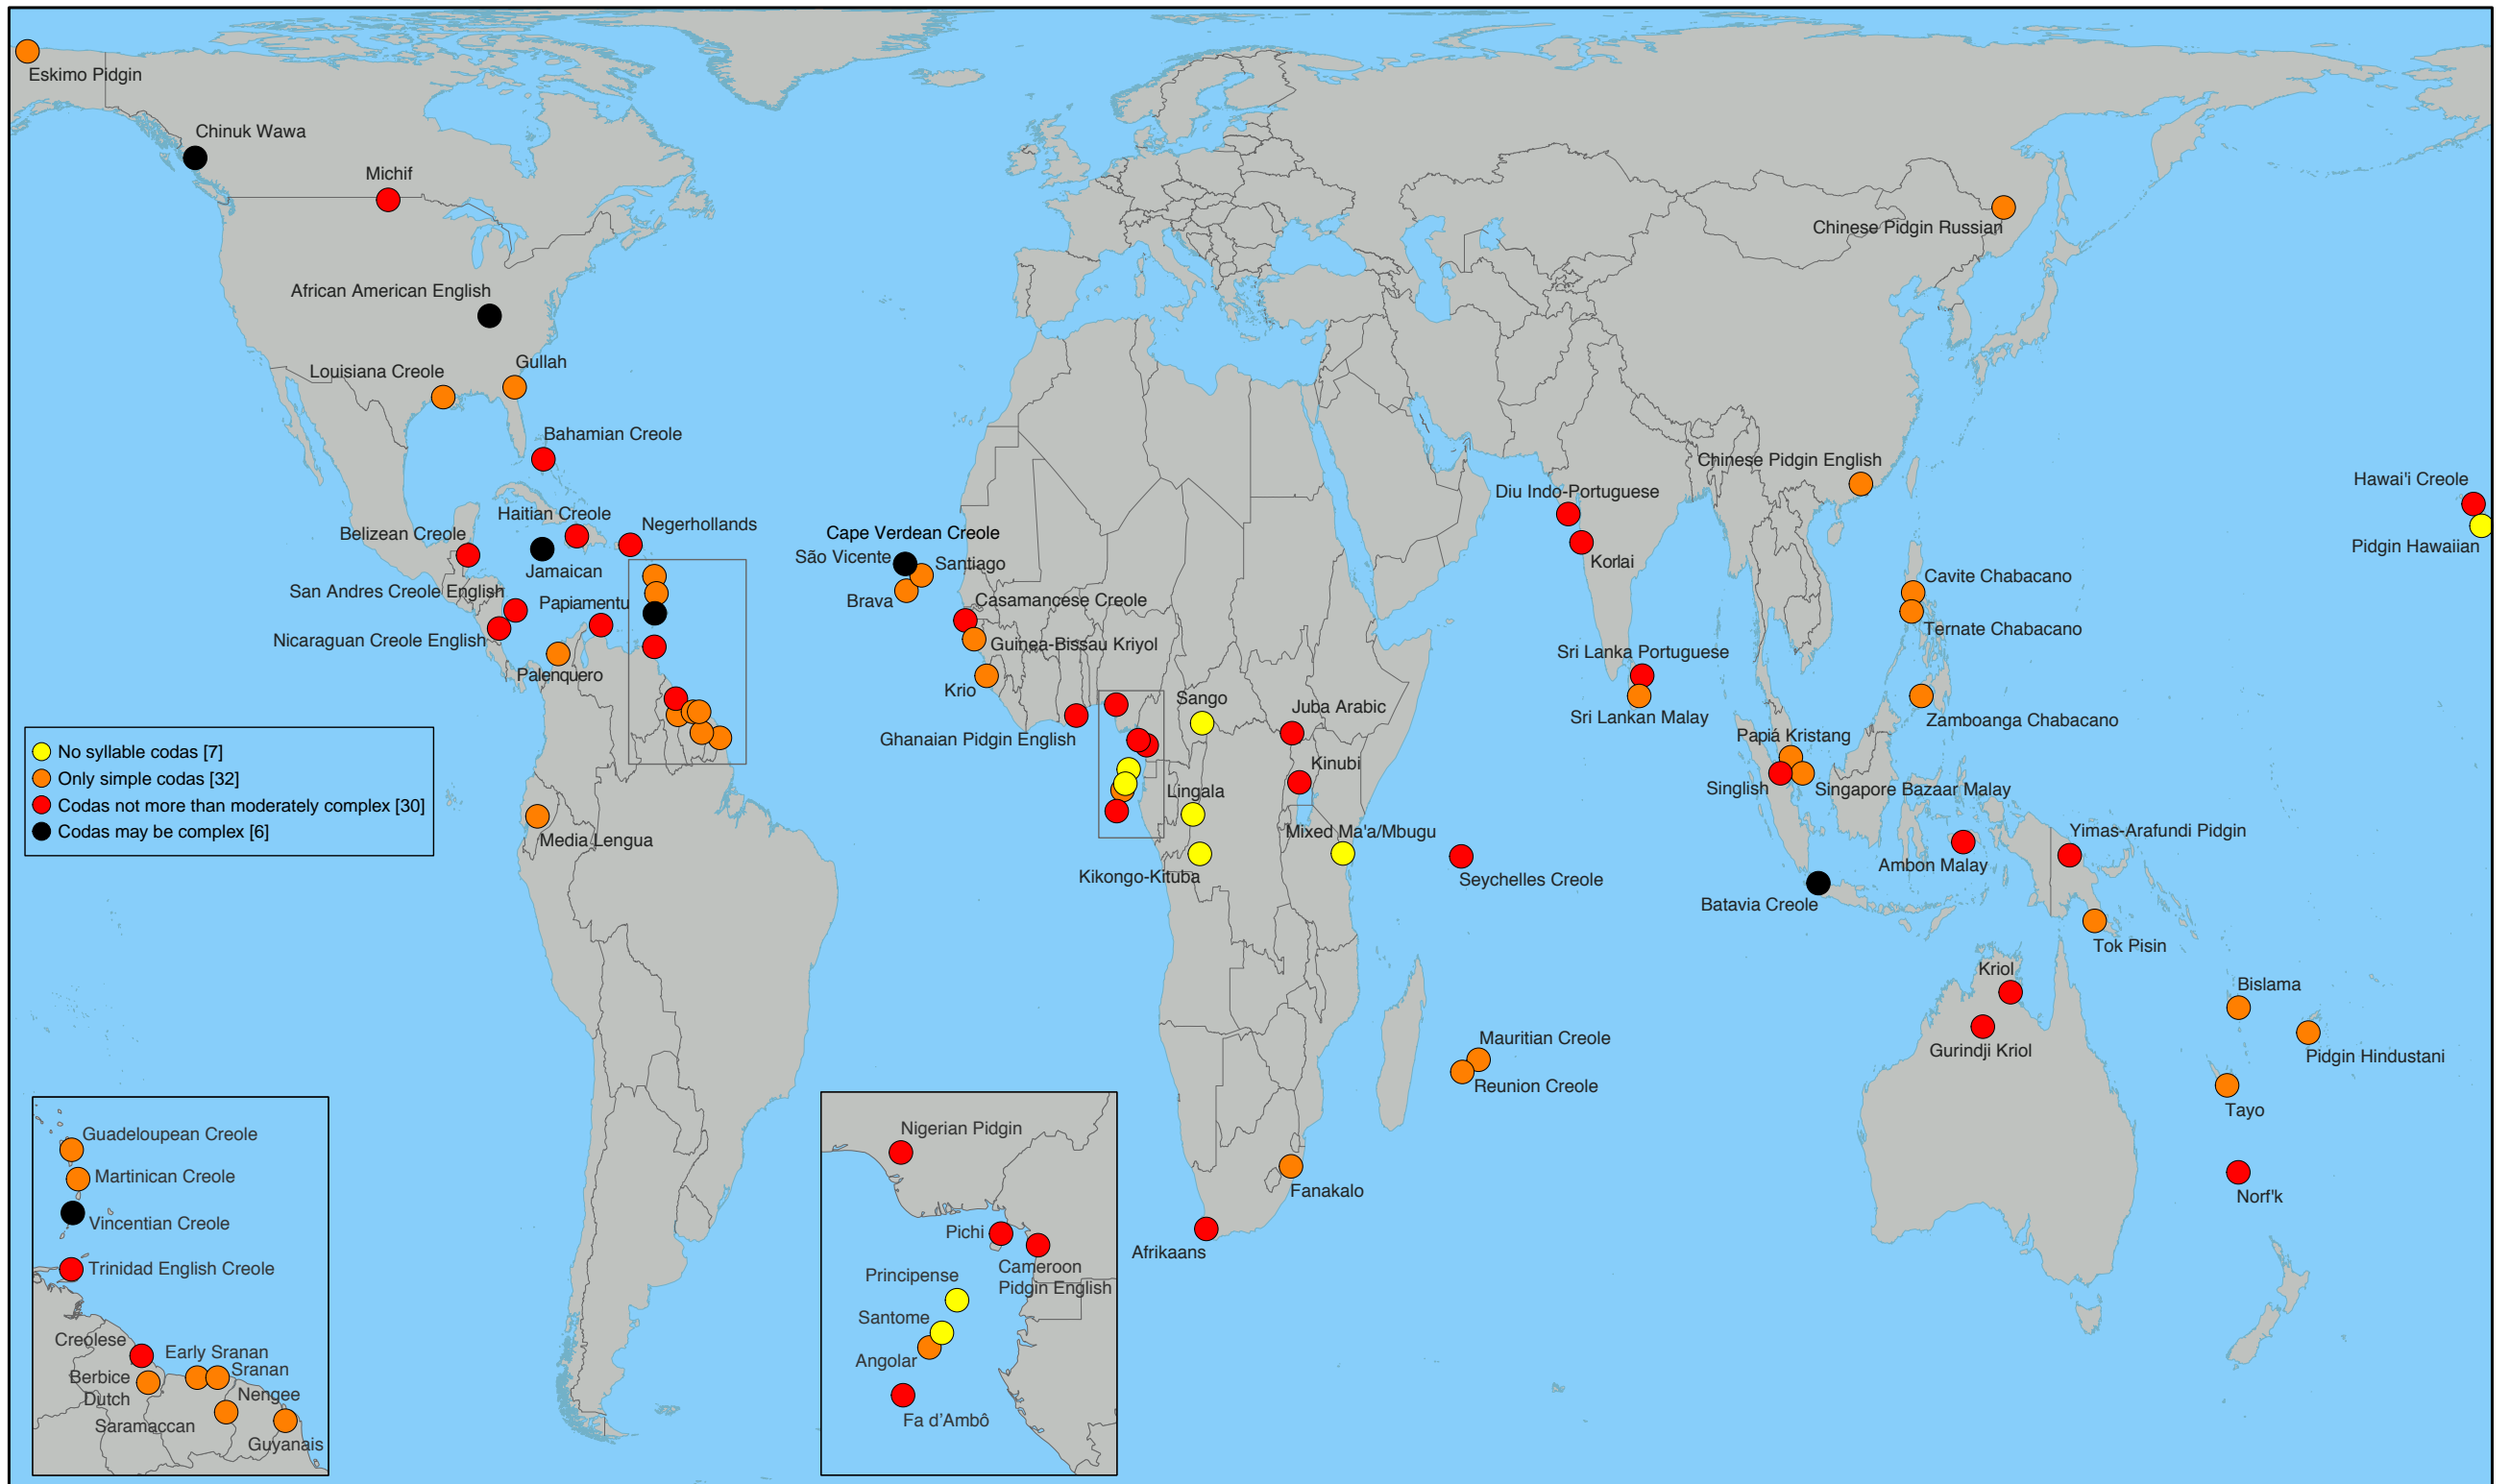 Eskimo Pidgin
Chinuk Wawa
Michif
African American English
Louisiana Creole
Gullah
Bahamian Creole
Haitian Creole
Negerhollands
Belizean Creole
Jamaican
San Andres Creole English
Papiamentu
Nicaraguan Creole English
Palenquero
Media Lengua
Cape Verdean Creole
São Vicente
Santiago
Brava
Casamancese Creole
Guinea-Bissau Kriyol
Krio
Ghanaian Pidgin English
Sango
Juba Arabic
Kinubi
Lingala
Mixed Ma'a/Mbugu
Kikongo-Kituba
Seychelles Creole
Mauritian Creole
Reunion Creole
Fanakalo
Afrikaans
Chinese Pidgin Russian
Chinese Pidgin English
Diu Indo-Portuguese
Korlai
Sri Lanka Portuguese
Sri Lankan Malay
Cavite Chabacano
Ternate Chabacano
Zamboanga Chabacano
Papiá Kristang
Singlish
Singapore Bazaar Malay
Ambon Malay
Batavia Creole
Yimas-Arafundi Pidgin
Tok Pisin
Kriol
Gurindji Kriol
Bislama
Pidgin Hindustani
Tayo
Norf'k
Hawai'i Creole
Pidgin Hawaiian
No syllable codas [7]
Only simple codas [32]
Codas not more than moderately complex [30]
Codas may be complex [6]
Guadeloupean Creole
Martinican Creole
Vincentian Creole
Trinidad English Creole
Creolese
Early Sranan
Sranan
Berbice
Dutch
Nengee
Saramaccan
Guyanais
Nigerian Pidgin
Pichi
Cameroon
Pidgin English
Principense
Santome
Angolar
Fa d'Ambô